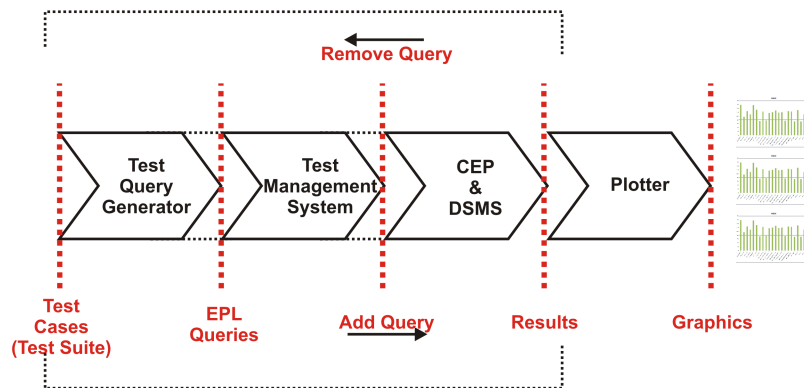 Remove Query
Test
Query
Generator
Test
Management
System
CEP
&
DSMS
Plotter
Test
Cases
(Test Suite)
EPL
Queries
Add Query
Results
Graphics